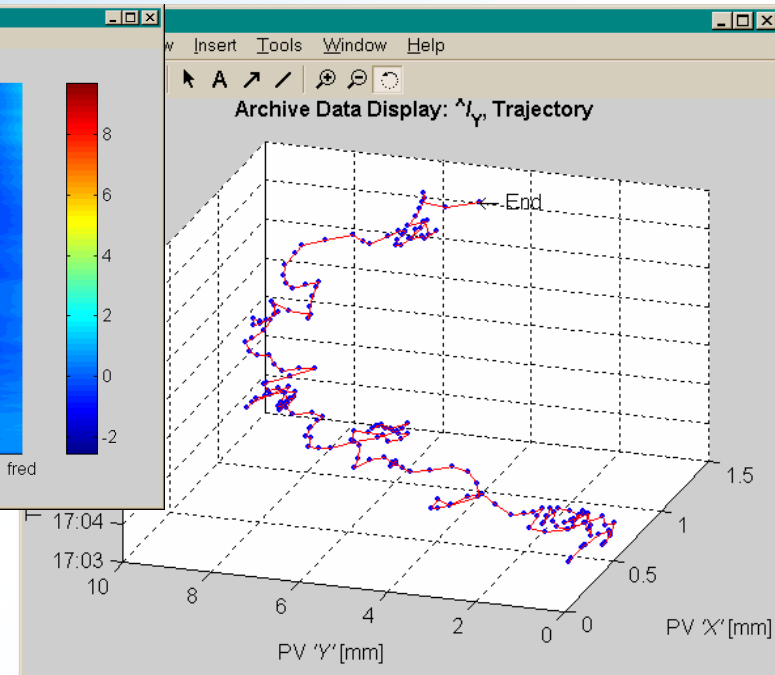 Insert Tools Window Help
A
Archive Data Display: ^/Y, Trajectory
End
8
6
4
2
0
-2
fred
17:04
17:03
10
8
6
4
2
0
PV 'Y' [mm]
0
0.5
1
1.5
PV 'X' [mm]